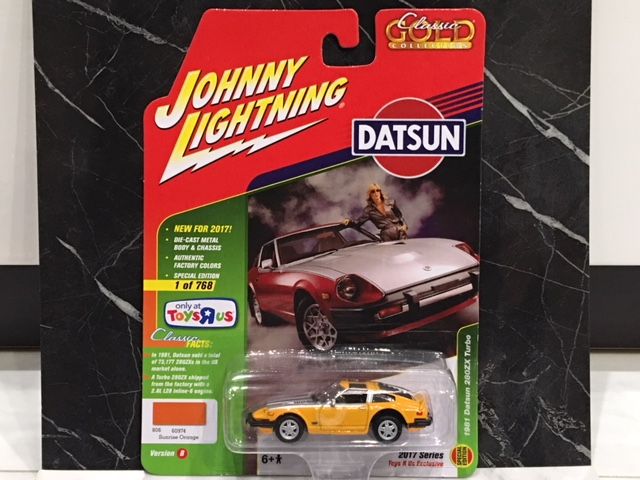 Classic
GOLD
COLLECTION
JOHNNY
LIGHTNING®
DATSUN
• NEW FOR 2017!
• DIE-CAST METAL
BODY & CHASSIS
• AUTHENTIC
FACTORY COLORS
• SPECIAL EDITION
1 of 768
only at
ToysRus
Classic
FACTS:
• In 1981, Datsun sold a total
of 73,177 280ZXs in the US
market alone.
• A Turbo 280ZX shipped
from the factory with a
2.8L L28 inline-6 engine.
60974
Sunrise Orange
Version B
6+
2017 Series
Toys R Us Exclusive
1981 Datsun 280ZX Turbo
SPECIAL
EDITION